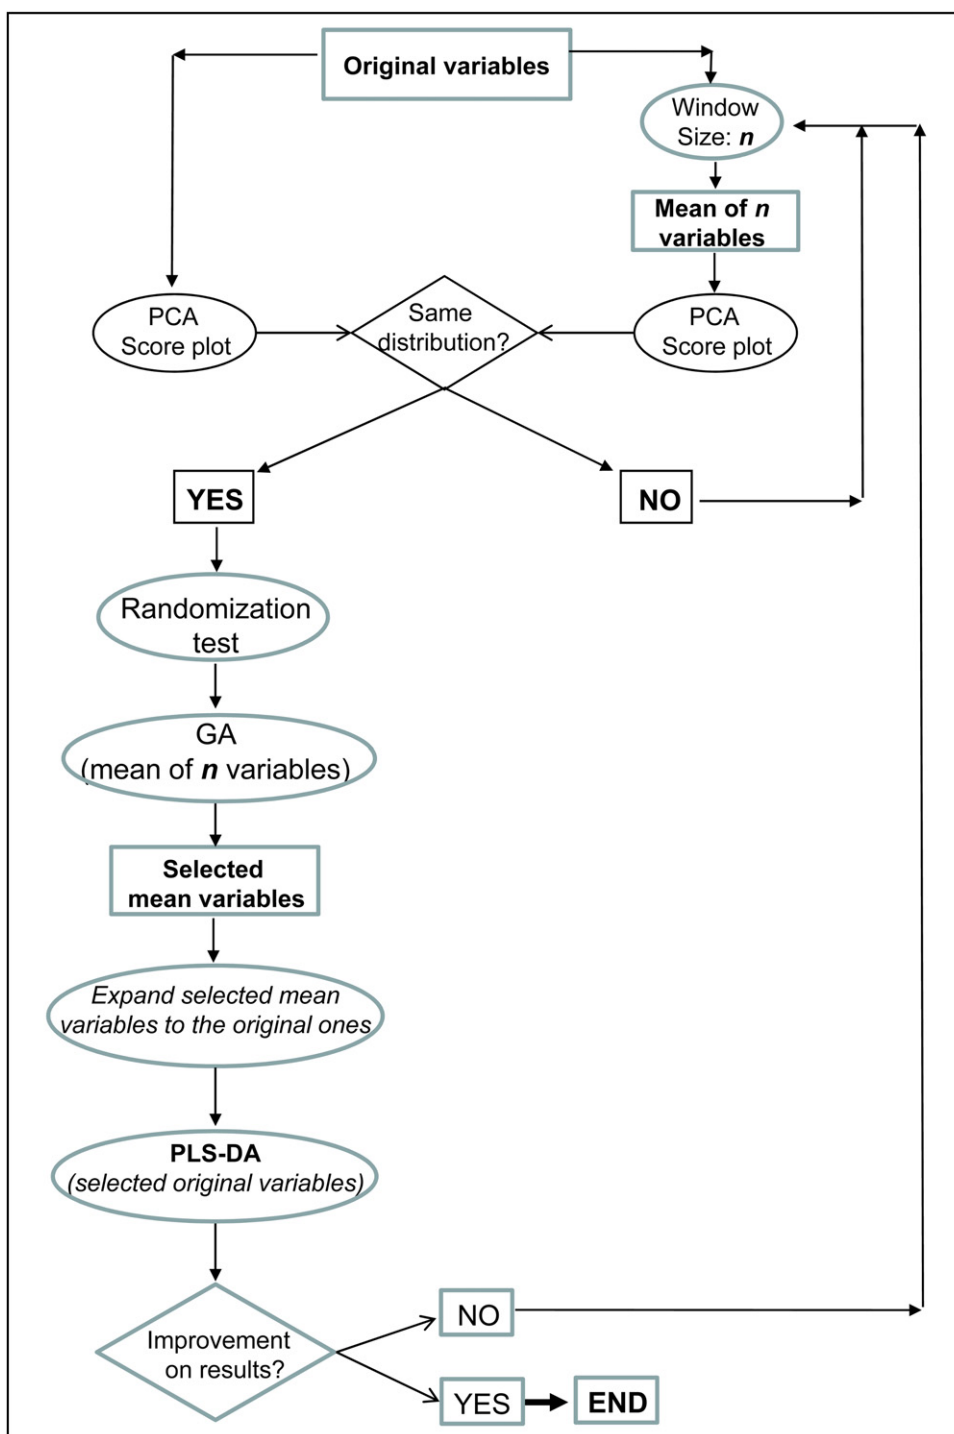 Original variables
Window
Size: n
Mean of n
variables
PCA
Score plot
Same
distribution?
PCA
Score plot
YES
NO
Randomization
test
GA
(mean of n variables)
Selected
mean variables
Expand selected mean
variables to the original ones
PLS-DA
(selected original variables)
Improvement
on results?
NO
YES
END